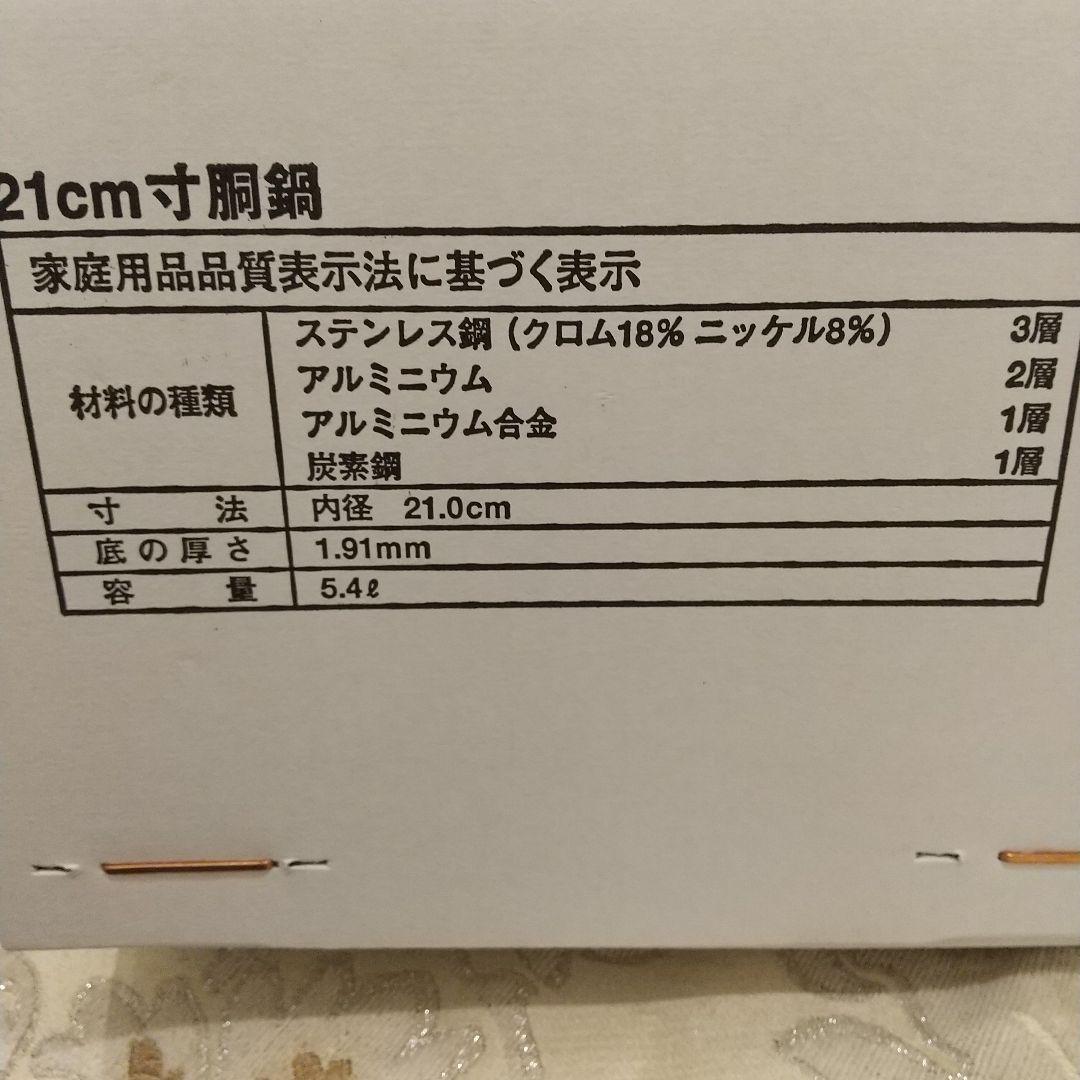 21cm寸胴鍋
家庭用品品質表示法に基づく表示
材料の種類
ステンレス鋼（クロム18% ニッケル8%） 3層
アルミニウム 2層
アルミニウム合金 1層
炭素鋼 1層
寸法 内径 21.0cm
底の厚さ 1.91mm
容量 5.4ℓ